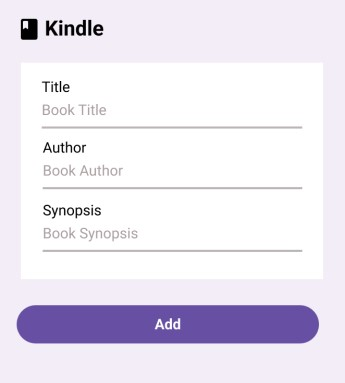 Kindle
Title
Book Title
Author
Book Author
Synopsis
Book Synopsis
Add